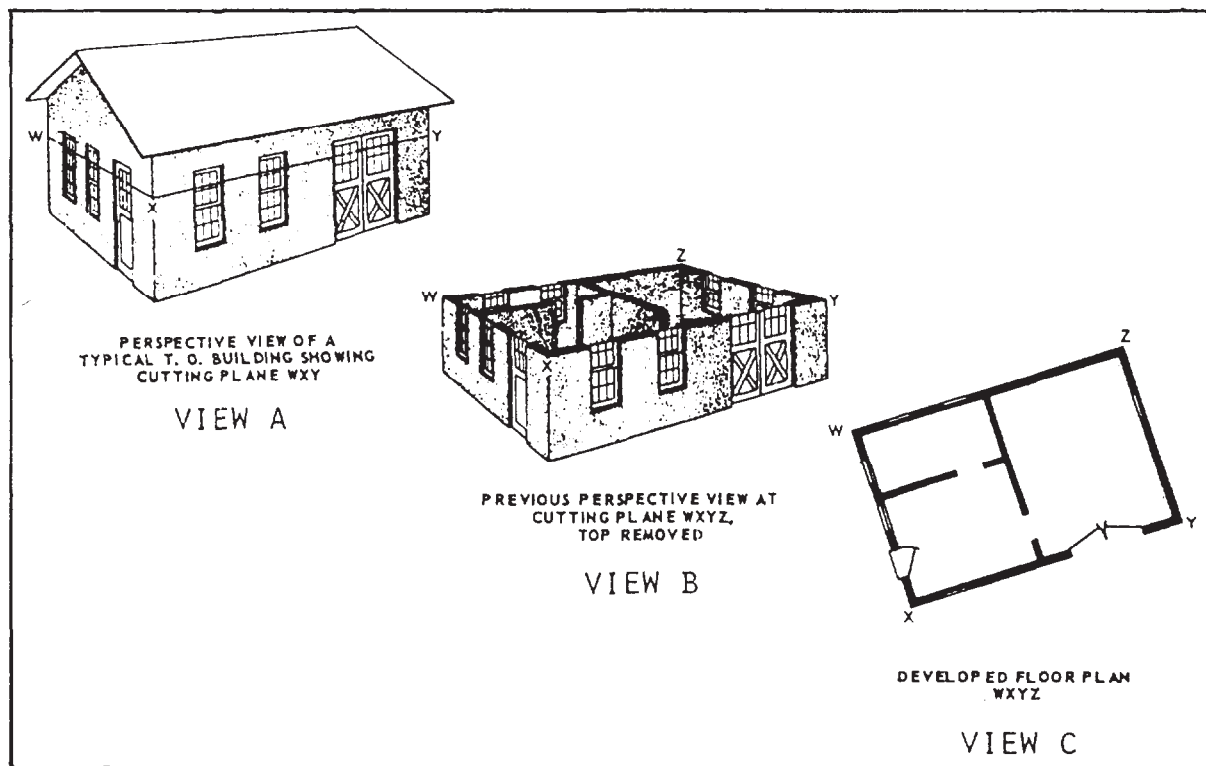 W
Y
X
PERSPECTIVE VIEW OF A
TYPICAL T. O. BUILDING SHOWING
CUTTING PLANE WXY
VIEW A
Z
W
Y
X
PREVIOUS PERSPECTIVE VIEW AT
CUTTING PLANE WXYZ,
TOP REMOVED
VIEW B
Z
W
Y
X
DEVELOPED FLOOR PLAN
WXYZ
VIEW C